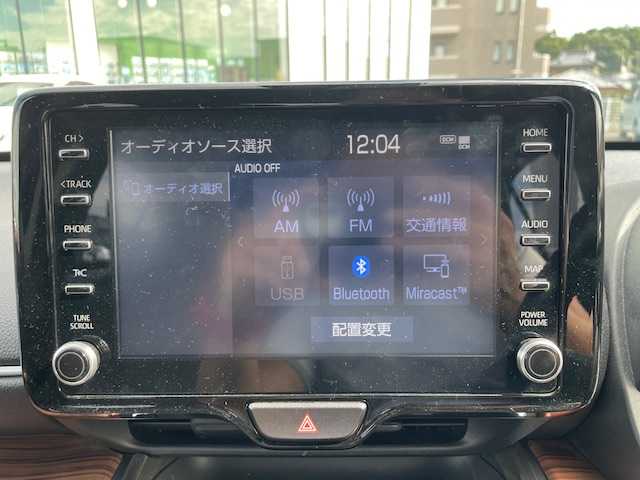 CH >
<TRACK
PHONE
T•C
TUNE
SCROLL
オーディオソース選択
12:04
DCM
DCM
AUDIO OFF
オーディオ選択
AM
FM
交通情報
USB
Bluetooth
Miracast™
配置変更
HOME
MENU
AUDIO
MAP
POWER
VOLUME